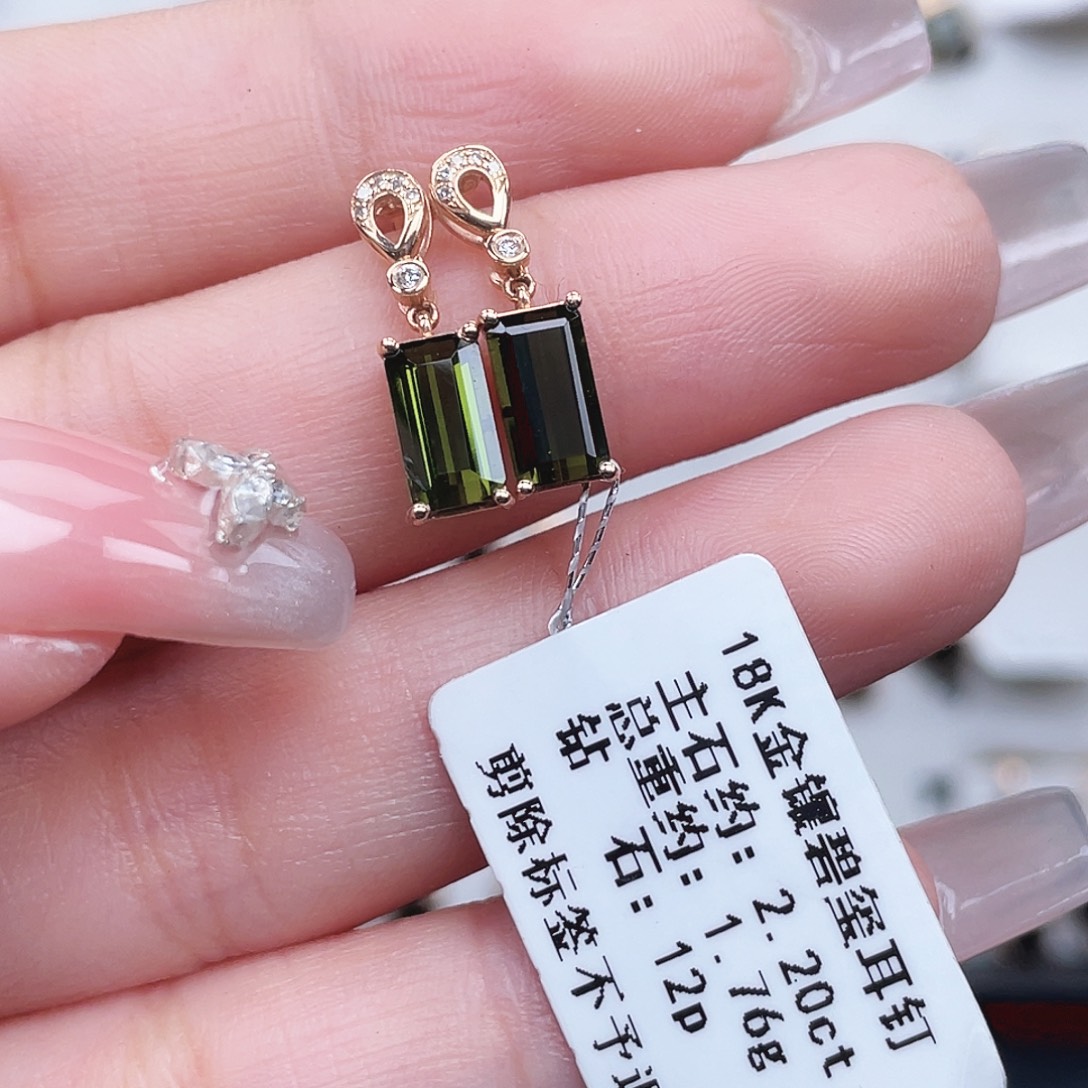 18K金镶碧玺耳钉
主石约: 2.20ct
总重约: 1.76g
钻 石: 12p
剪除标签不予